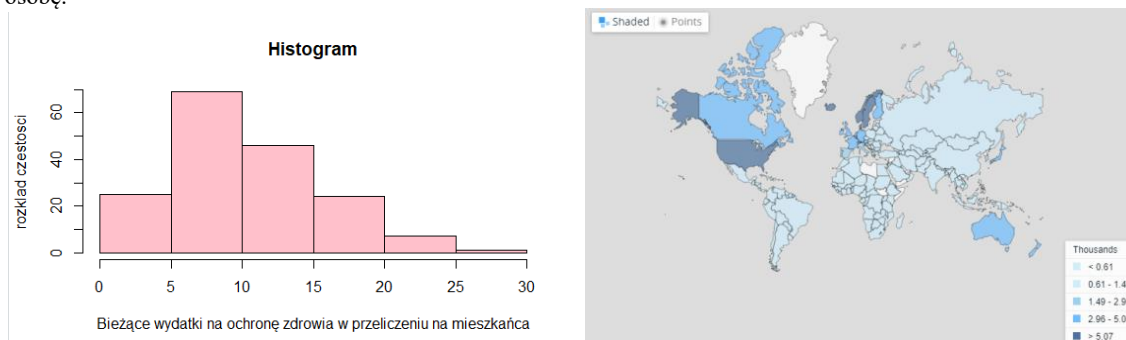 osobę.
Histogram
rozklad czestosci
0
20
40
60
0
5
10
15
20
25
30
Bieżące wydatki na ochronę zdrowia w przeliczeniu na mieszkańca
Shaded
Points
Thousands
< 0.61
0.61 - 1.4
1.49 - 2.9
2.96 - 5.0
> 5.07